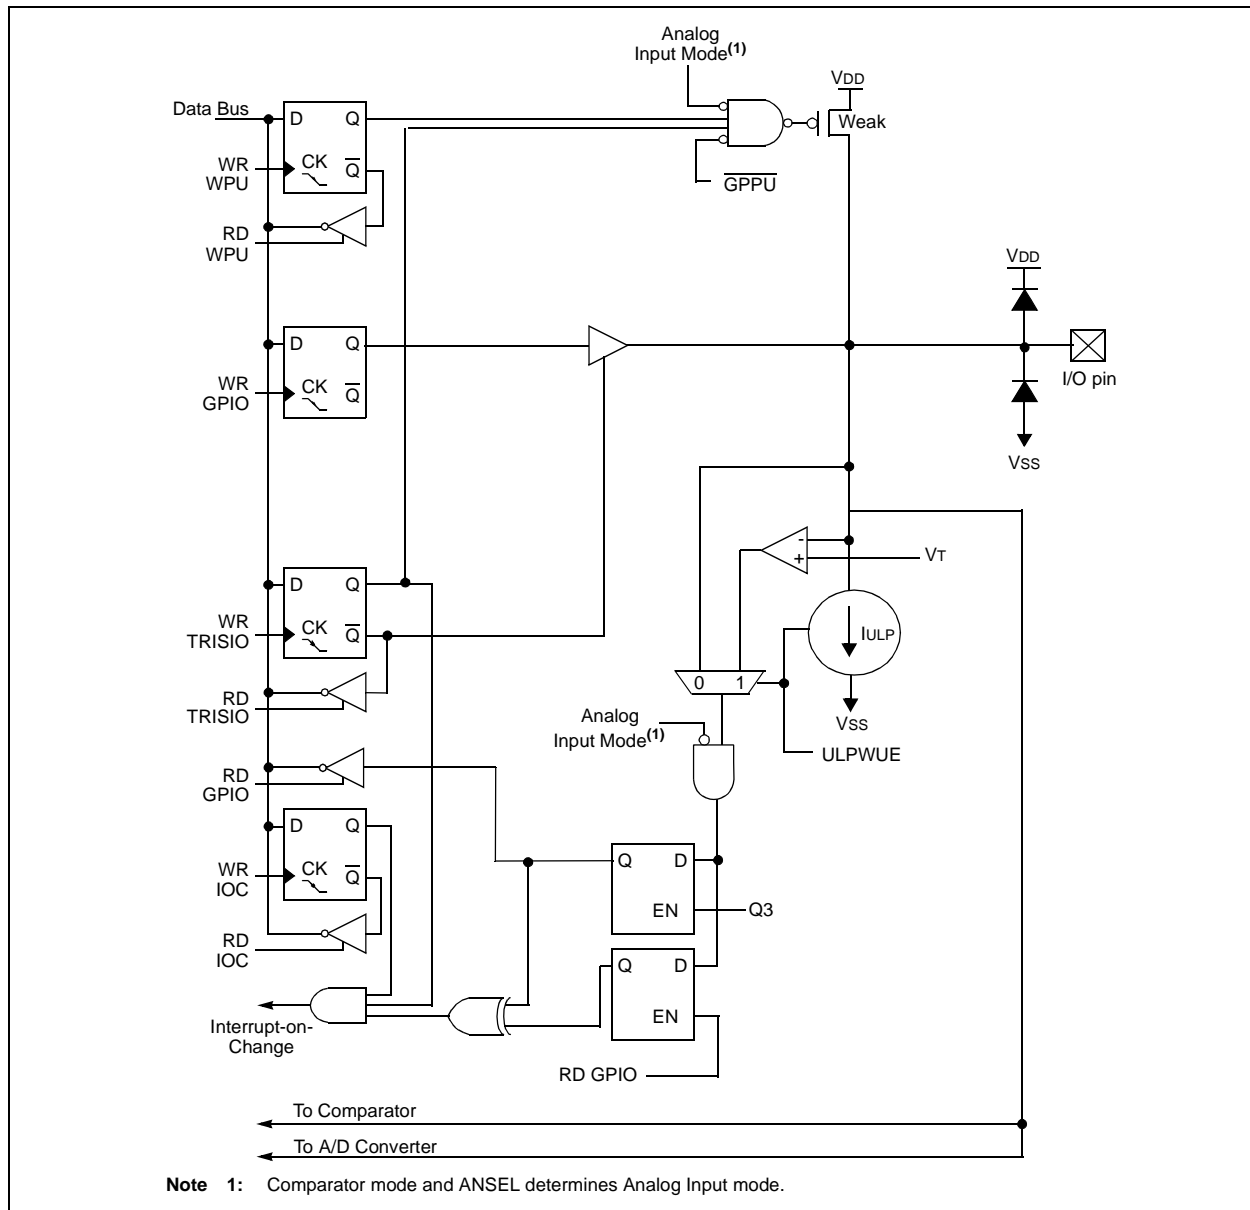 Analog
Input Mode(1)
VDD
Data Bus
D
Q
Weak
WR
WPU
CK
Q̅
G̅P̅P̅U̅
RD
WPU
VDD
D
Q
I/O pin
WR
GPIO
CK
Q̅
VSS
-
+
VT
D
Q
WR
TRISIO
CK
Q̅
IULP
0
1
RD
TRISIO
VSS
Analog
Input Mode(1)
ULPWUE
RD
GPIO
D
Q
Q
D
WR
IOC
CK
Q̅
EN
Q3
RD
IOC
Q
D
EN
Interrupt-on-
Change
RD GPIO
To Comparator
To A/D Converter
Note 1: Comparator mode and ANSEL determines Analog Input mode.